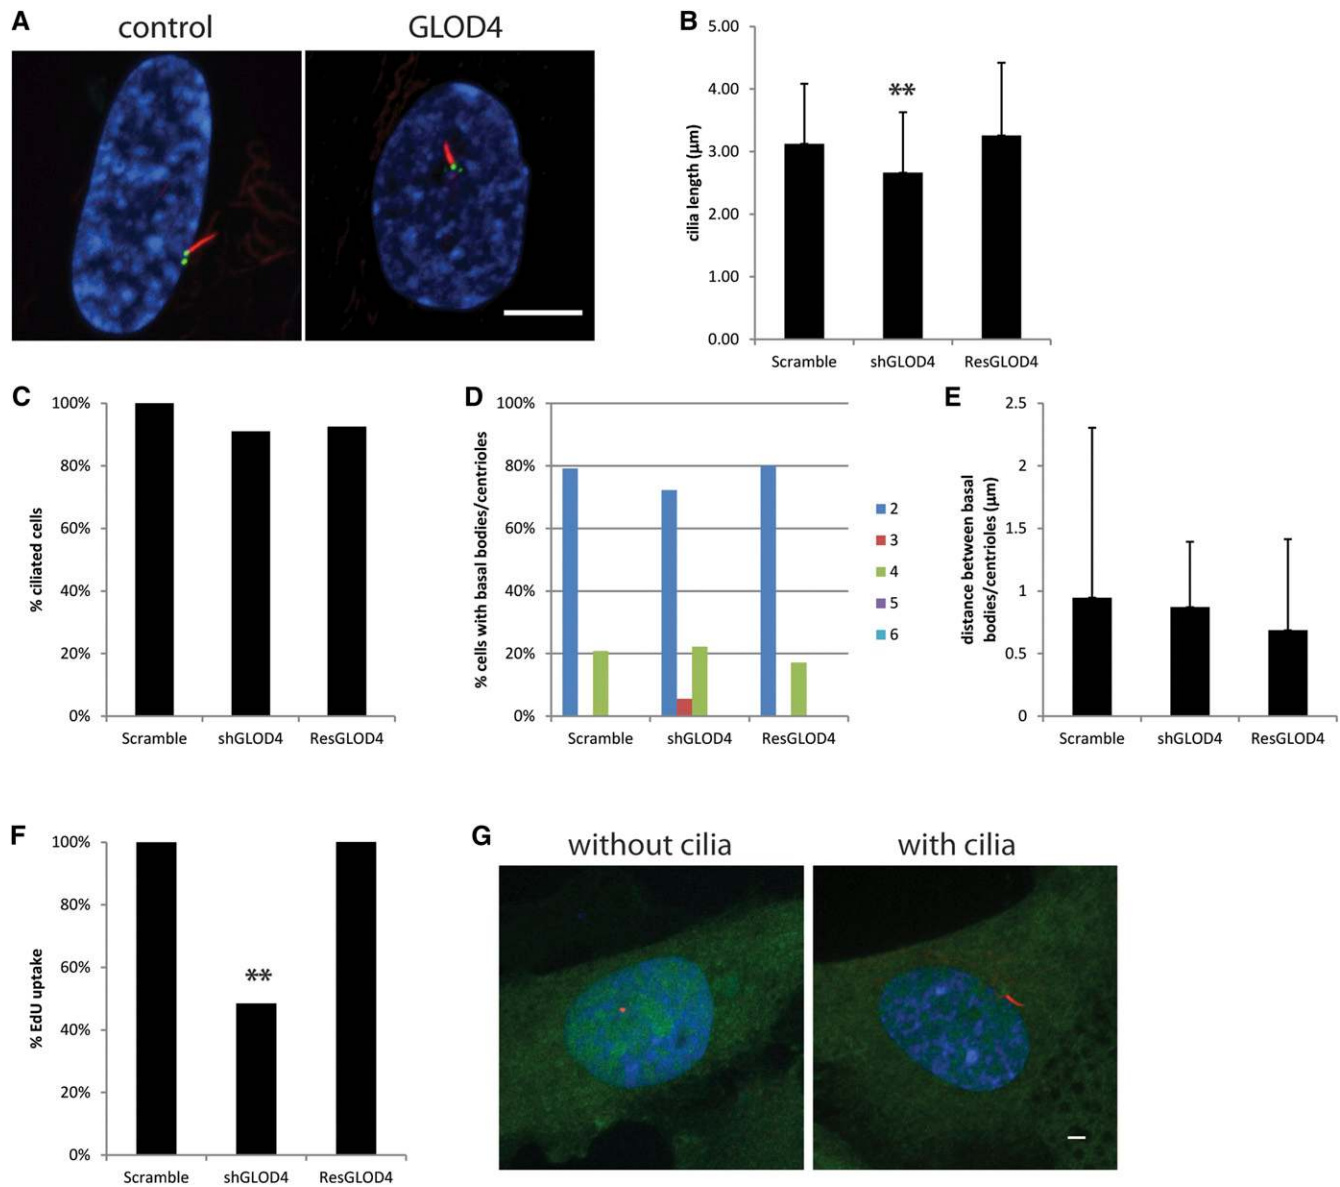 A
control
GLOD4
B
cilia length (µm)
5.00
4.00
3.00
2.00
1.00
0.00
**
Scramble
shGLOD4
ResGLOD4
C
% ciliated cells
100%
80%
60%
40%
20%
0%
Scramble
shGLOD4
ResGLOD4
D
% cells with basal bodies/centrioles
100%
80%
60%
40%
20%
0%
Scramble
shGLOD4
ResGLOD4
2
3
4
5
6
E
distance between basal
bodies/centrioles (µm)
2.5
2
1.5
1
0.5
0
Scramble
shGLOD4
ResGLOD4
F
% EdU uptake
100%
80%
60%
40%
20%
0%
**
Scramble
shGLOD4
ResGLOD4
G
without cilia
with cilia